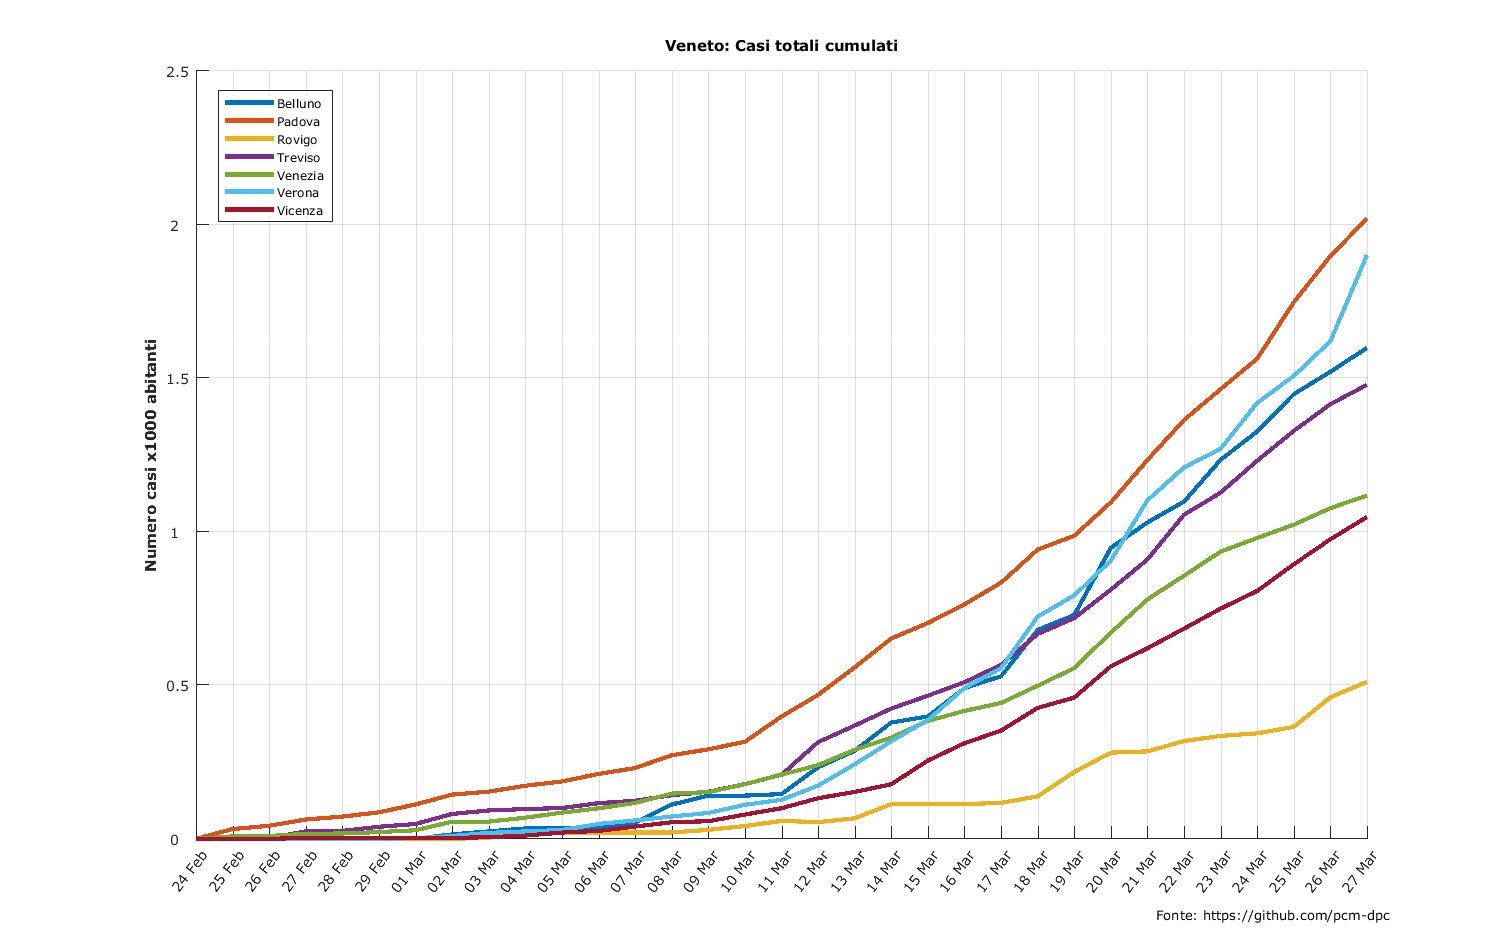 Veneto: Casi totali cumulati
2.5
2
1.5
1
0.5
0
Numero casi x1000 abitanti
Belluno
Padova
Rovigo
Treviso
Venezia
Verona
Vicenza
24 Feb
25 Feb
26 Feb
27 Feb
28 Feb
29 Feb
01 Mar
02 Mar
03 Mar
04 Mar
05 Mar
06 Mar
07 Mar
08 Mar
09 Mar
10 Mar
11 Mar
12 Mar
13 Mar
14 Mar
15 Mar
16 Mar
17 Mar
18 Mar
19 Mar
20 Mar
21 Mar
22 Mar
23 Mar
24 Mar
25 Mar
26 Mar
27 Mar
Fonte: https://github.com/pcm-dpc